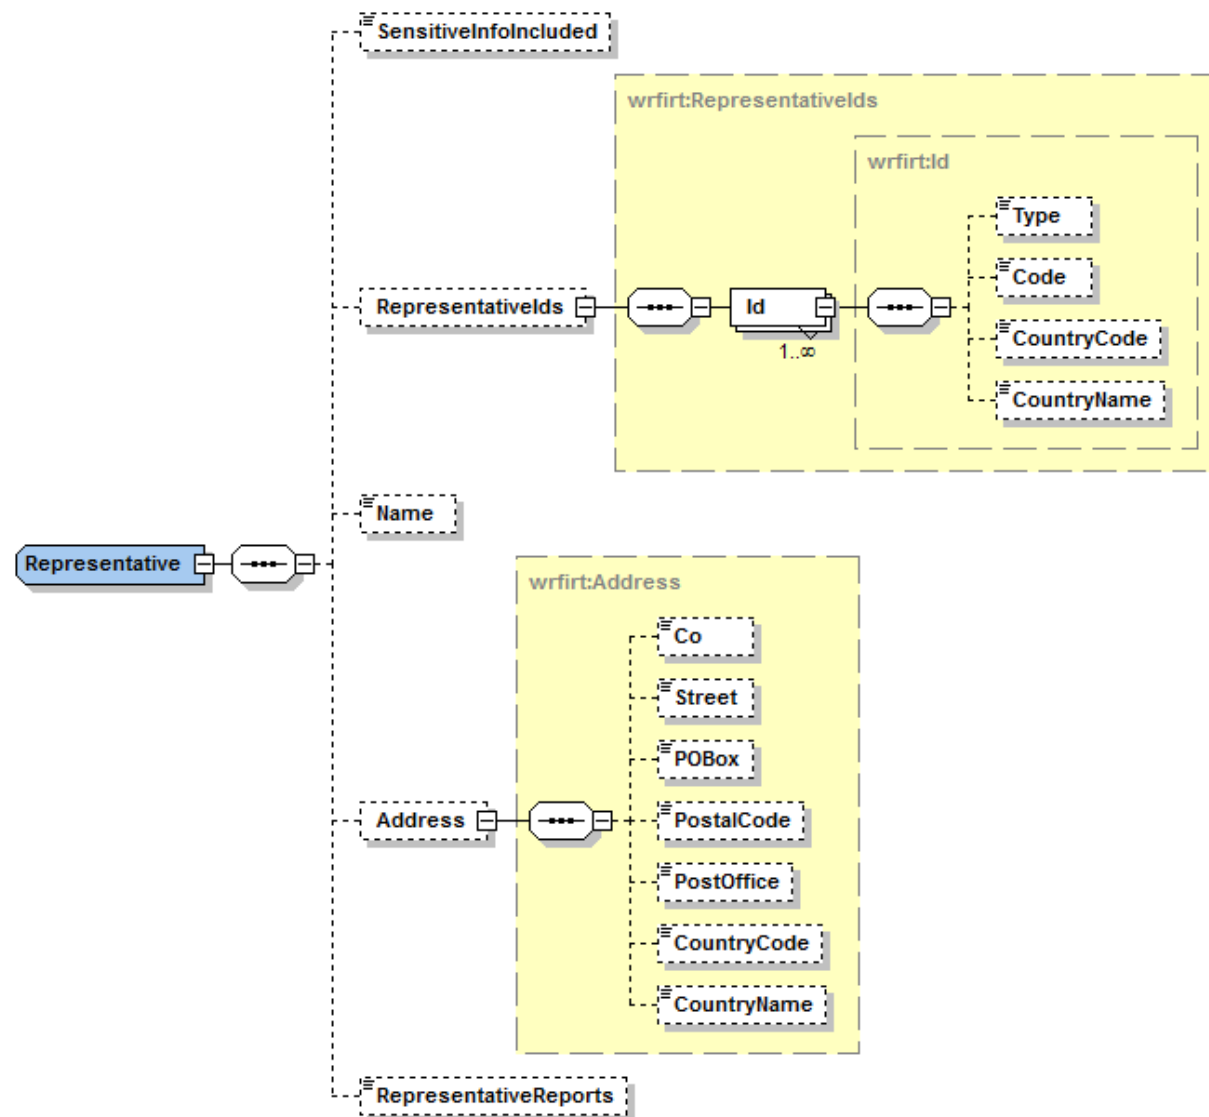 SensitiveInfoIncluded
wrfirt:RepresentativeIds
wrfirt:Id
Type
Code
RepresentativeIds
Id
1..∞
CountryCode
CountryName
Name
Representative
wrfirt:Address
Co
Street
POBox
Address
PostalCode
PostOffice
CountryCode
CountryName
RepresentativeReports